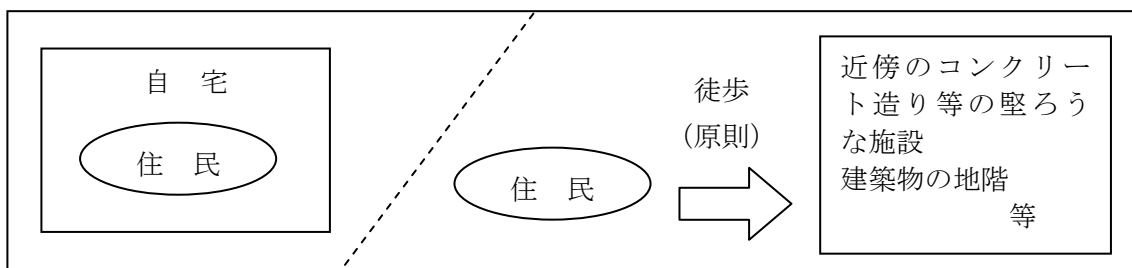 自 宅
住 民
住 民
徒歩
(原則)
近傍のコンクリー
ト造り等の堅ろう
な施設
建築物の地階
等